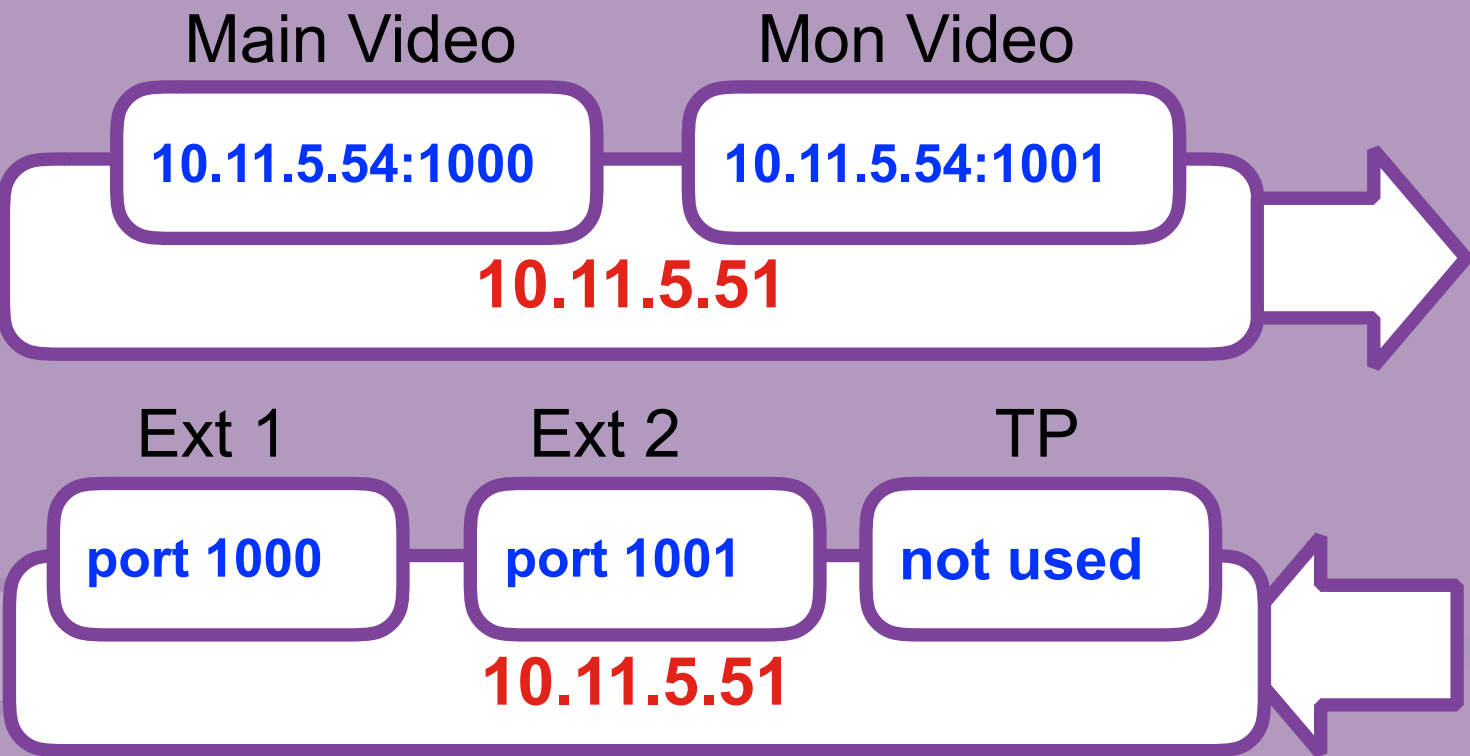 Main Video Mon Video
10.11.5.54:1000 10.11.5.54:1001
10.11.5.51
Ext 1 Ext 2 TP
port 1000 port 1001 not used
10.11.5.51